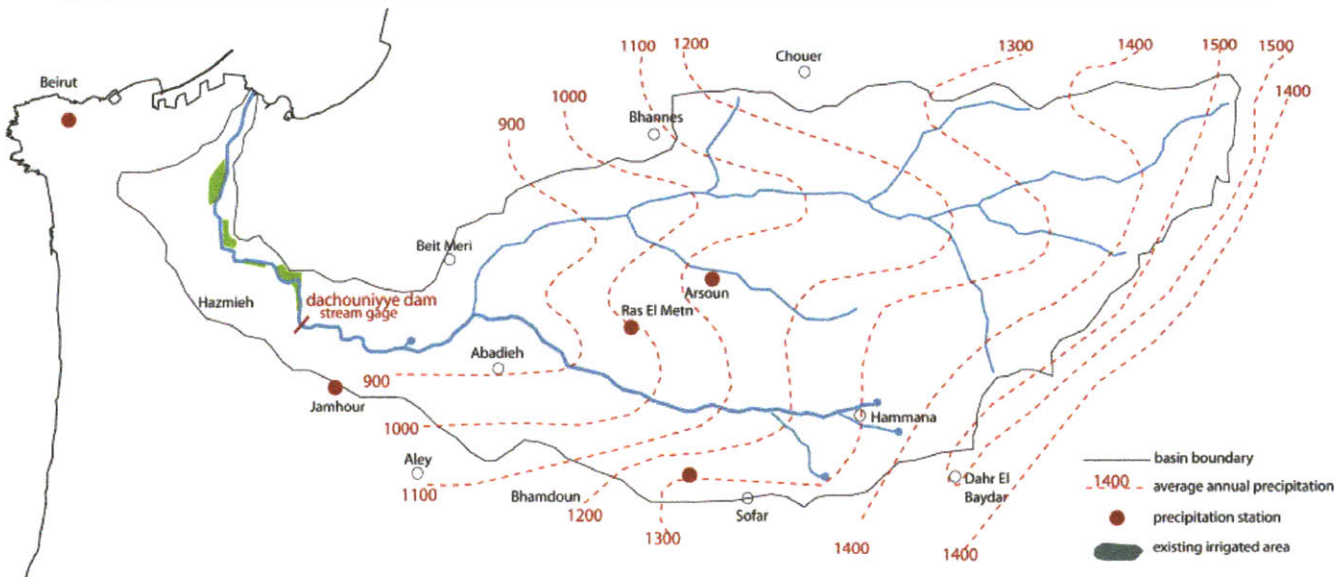 1100
1200
Chouer
1300
1400
1500
1500
1400
Beirut
1000
900
Bhannes
Beit Meri
Hazmieh
dachouniyye dam
stream gage
Arsoun
Ras El Metn
Abadieh
900
Jamhour
1000
Hammana
Aley
1100
Bhamdoun
1200
Sofar
1300
1400
1400
Dahr El
Baydar
basin boundary
1400 average annual precipitation
precipitation station
existing irrigated area